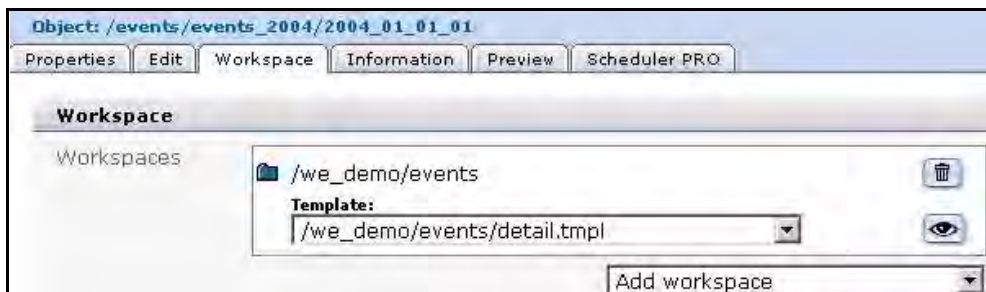 Object: /events/events_2004/2004_01_01_01
Properties Edit Workspace Information Preview Scheduler PRO
Workspace
Workspaces
/we_demo/events
Template:
/we_demo/events/detail.tmpl
Add workspace